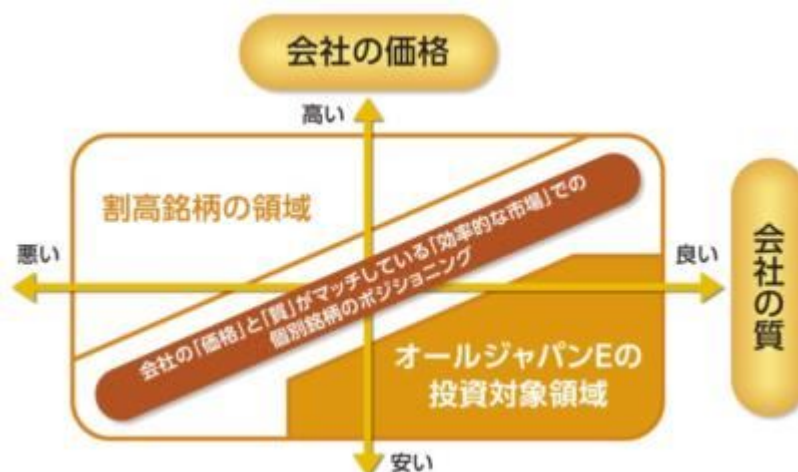 会社の価格
高い
割高銘柄の領域
悪い
会社の「価格」と「質」がマッチしている「効率的な市場」での
個別銘柄のポジショニング
良い
会社の質
オールジャパンEの
投資対象領域
安い